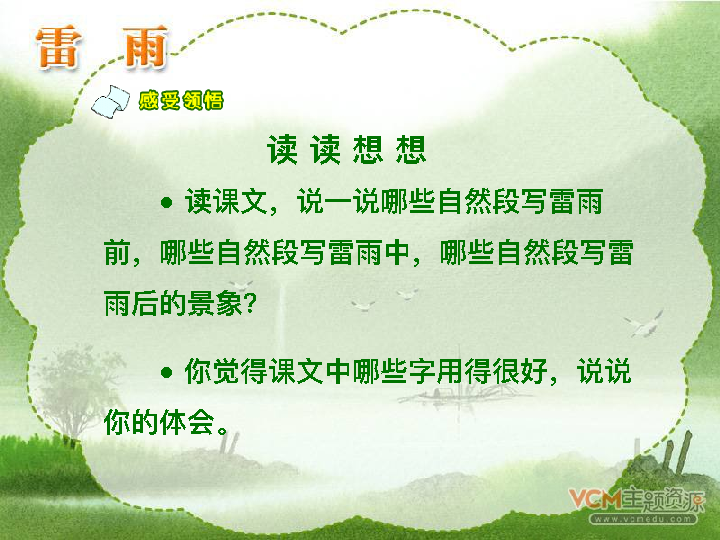 雷 雨
感受领悟
读 读 想 想
• 读课文，说一说哪些自然段写雷雨
前，哪些自然段写雷雨中，哪些自然段写雷
雨后的景象？
• 你觉得课文中哪些字用得很好，说说
你的体会。
VCM主题资源
www.vcmedu.com